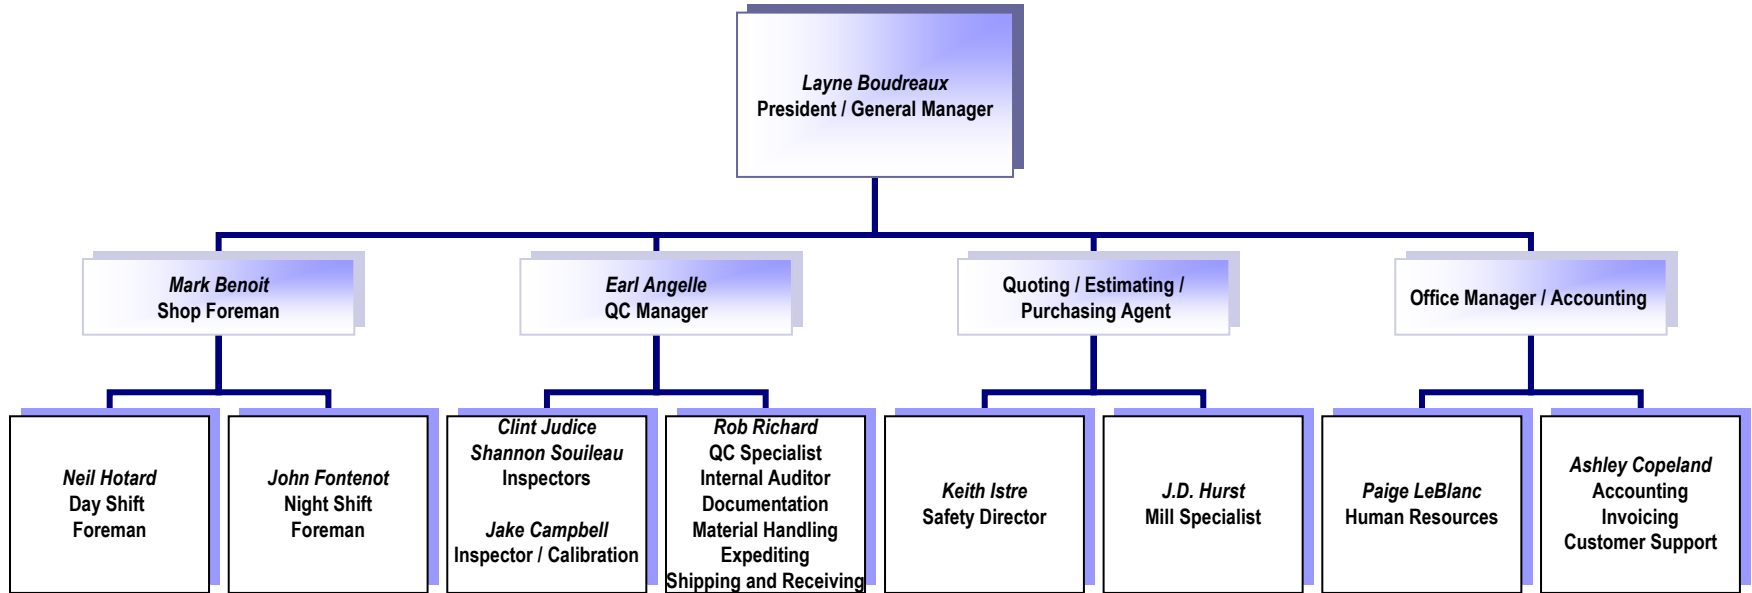 Layne Boudreaux
President / General Manager
Mark Benoit
Shop Foreman
Earl Angelle
QC Manager
Quoting / Estimating /
Purchasing Agent
Office Manager / Accounting
Neil Hotard
Day Shift
Foreman
John Fontenot
Night Shift
Foreman
Clint Judice
Shannon Souileau
Inspectors
Jake Campbell
Inspector / Calibration
Rob Richard
QC Specialist
Internal Auditor
Documentation
Material Handling
Expediting
Shipping and Receiving
Keith Istre
Safety Director
J.D. Hurst
Mill Specialist
Paige LeBlanc
Human Resources
Ashley Copeland
Accounting
Invoicing
Customer Support